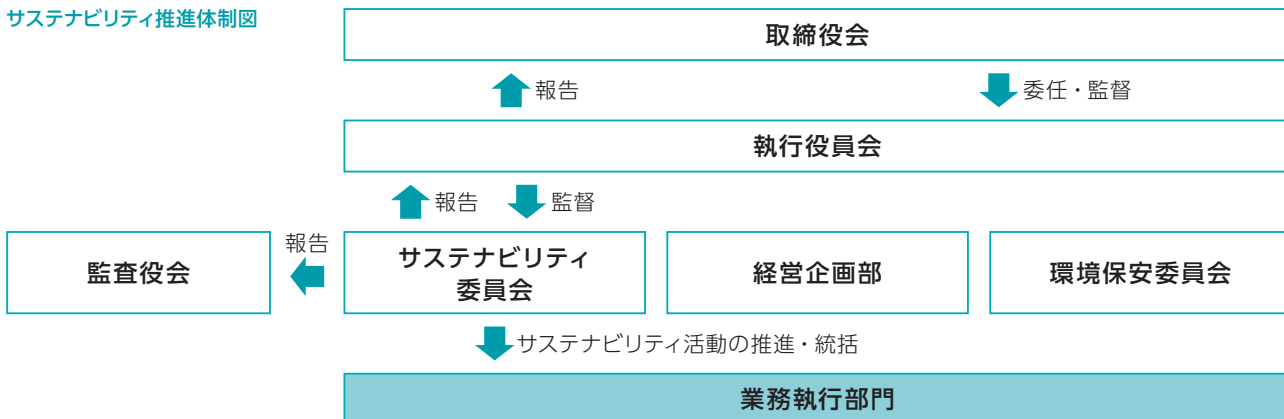 サステナビリティ推進体制図
取締役会
報告
委任・監督
執行役員会
報告
監督
監査役会
報告
サステナビリティ
委員会
経営企画部
環境保安委員会
サステナビリティ活動の推進・統括
業務執行部門